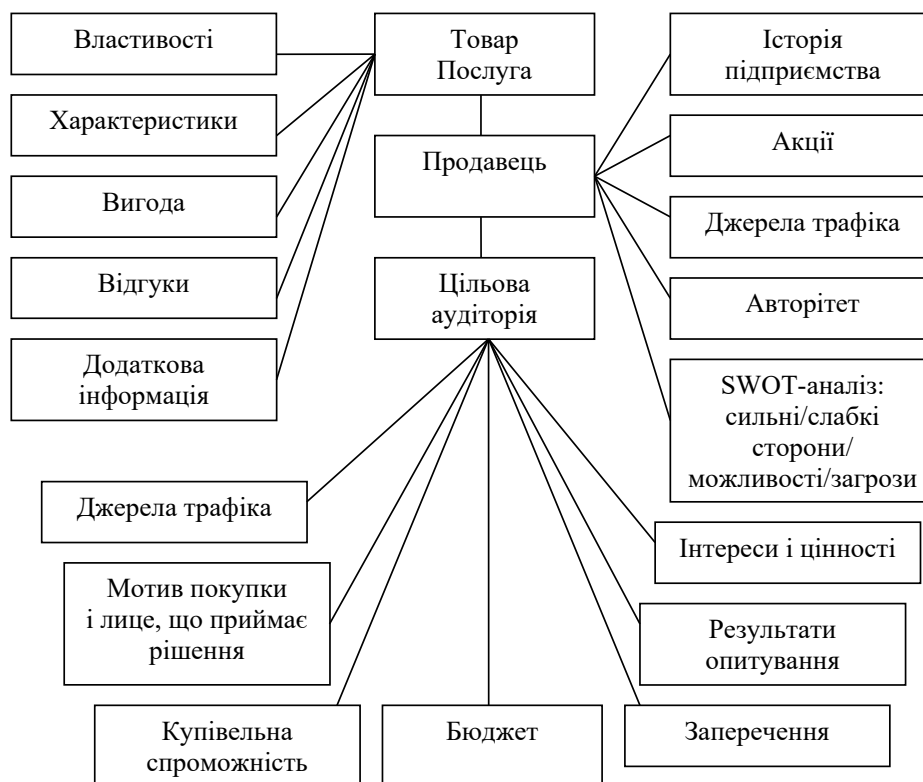 Властивості
Товар
Послуга
Історія
підприємства
Характеристики
Продавець
Акції
Вигода
Джерела трафіка
Відгуки
Цільова
аудіторія
Авторітет
Додаткова
інформація
SWOT-аналіз:
сильні/слабкі
сторони/
можливості/загрози
Джерела трафіка
Інтереси і цінності
Мотив покупки
і лице, що приймає
рішення
Результати
опитування
Купівельна
спроможність
Бюджет
Заперечення